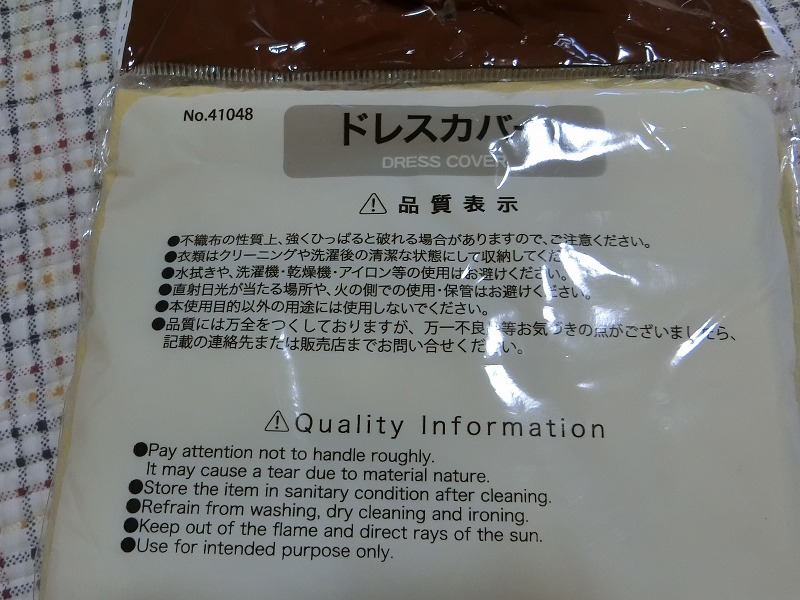 No.41048
ドレスカバー
DRESS COVER
⚠ 品質表示
●不織布の性質上、強くひっぱると破れる場合がありますので、ご注意ください。
●衣類はクリーニングや洗濯後の清潔な状態にして収納してくだ
●水拭きや、洗濯機・乾燥機・アイロン等の使用はお避けください。
●直射日光が当たる場所や、火の側での使用・保管はお避けください。
●本使用目的以外の用途には使用しないでください。
●品質には万全をつくしておりますが、万一不良 等お気づきの点がございましたら、
記載の連絡先または販売店までお問い合せください。
⚠ Quality Information
●Pay attention not to handle roughly.
It may cause a tear due to material nature.
●Store the item in sanitary condition after cleaning.
●Refrain from washing, dry cleaning and ironing.
●Keep out of the flame and direct rays of the sun.
●Use for intended purpose only.